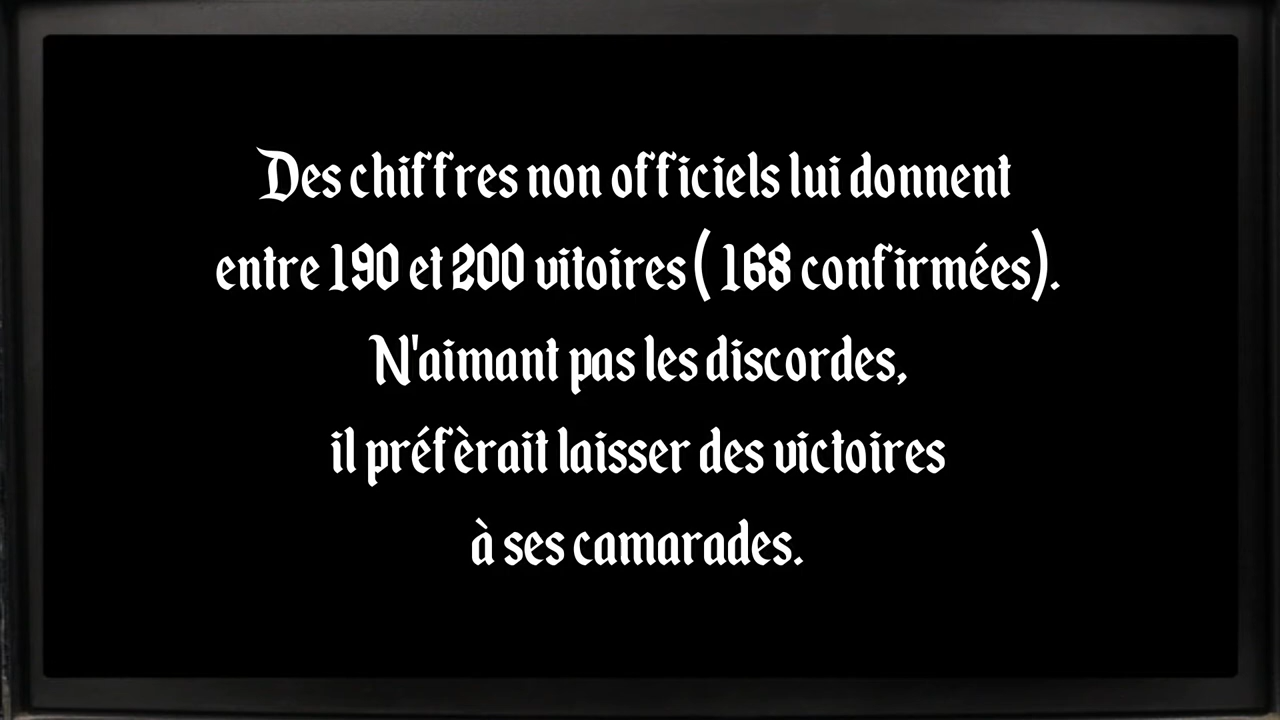 Des chiffres non officiels lui donnent
entre 190 et 200 vitoires ( 168 confirmées).
N'aimant pas les discordes,
il préfèrait laisser des victoires
à ses camarades.